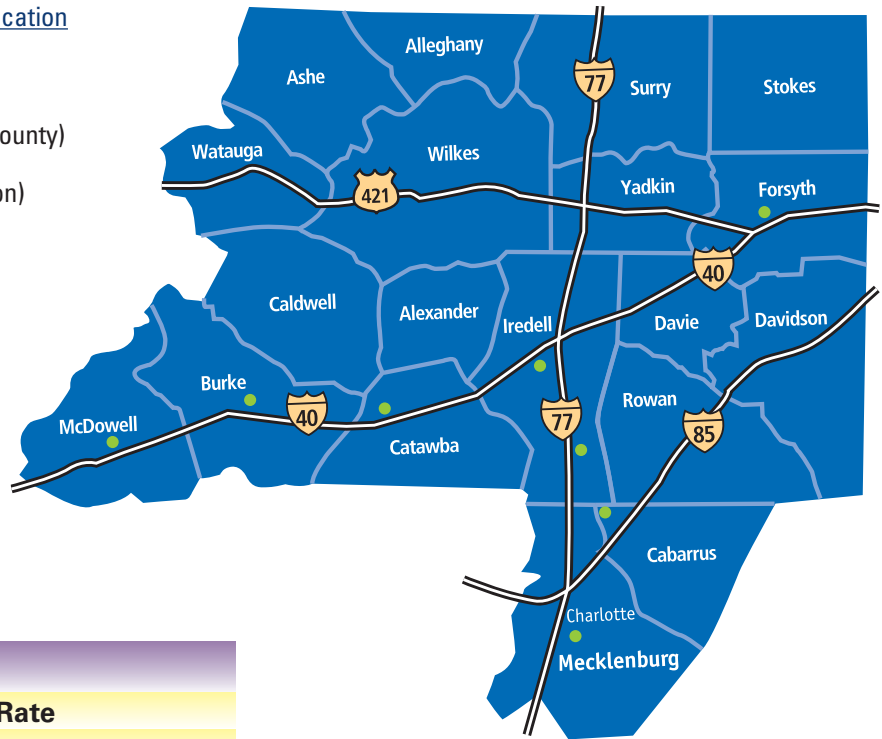 cation
ounty)
on)
Alleghany
Ashe
77
Surry
Stokes
Watauga
Wilkes
421
Yadkin
Forsyth
40
Caldwell
Alexander
Iredell
Davie
Davidson
Burke
40
McDowell
Catawba
77
Rowan
85
Cabarrus
Charlotte
Mecklenburg
Rate